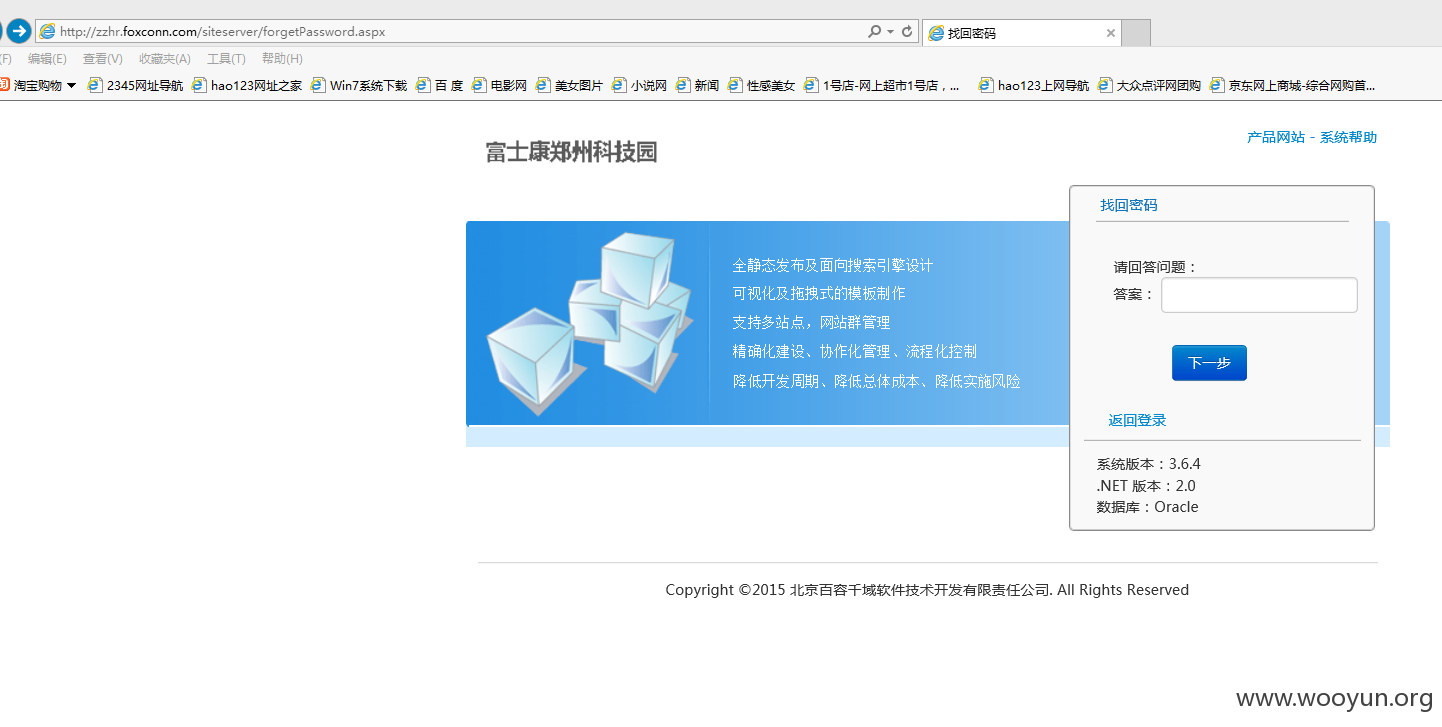 http://zzhr.foxconn.com/siteserver/forgetPassword.aspx
找回密码
(F) 编辑(E) 查看(V) 收藏夹(A) 工具(T) 帮助(H)
淘宝购物 2345网址导航 hao123网址之家 Win7系统下载 百 度 电影网 美女图片 小说网 新闻 性感美女 1号店-网上超市1号店，... hao123上网导航 大众点评网团购 京东网上商城-综合网购首...
产品网站 - 系统帮助
富士康郑州科技园
找回密码
全静态发布及面向搜索引擎设计
可视化及拖拽式的模板制作
支持多站点，网站群管理
精确化建设、协作化管理、流程化控制
降低开发周期、降低总体成本、降低实施风险
请回答问题：
答案：
下一步
返回登录
系统版本：3.6.4
.NET 版本：2.0
数据库：Oracle
Copyright ©2015 北京百容千域软件技术开发有限责任公司. All Rights Reserved
www.wooyun.org